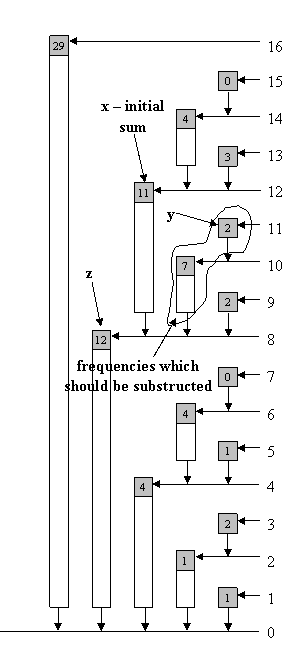 29 16
0 15
x – initial
sum
4 14
3 13
11 12
y 2 11
7 10
z
2 9
12 8
frequencies which
should be substructed
0 7
4 6
1 5
4 4
2 3
1 2
1 1
0